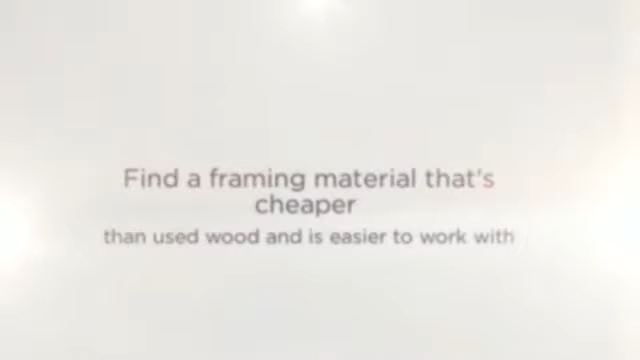 Find a framing material that's
cheaper
than used wood and is easier to work with